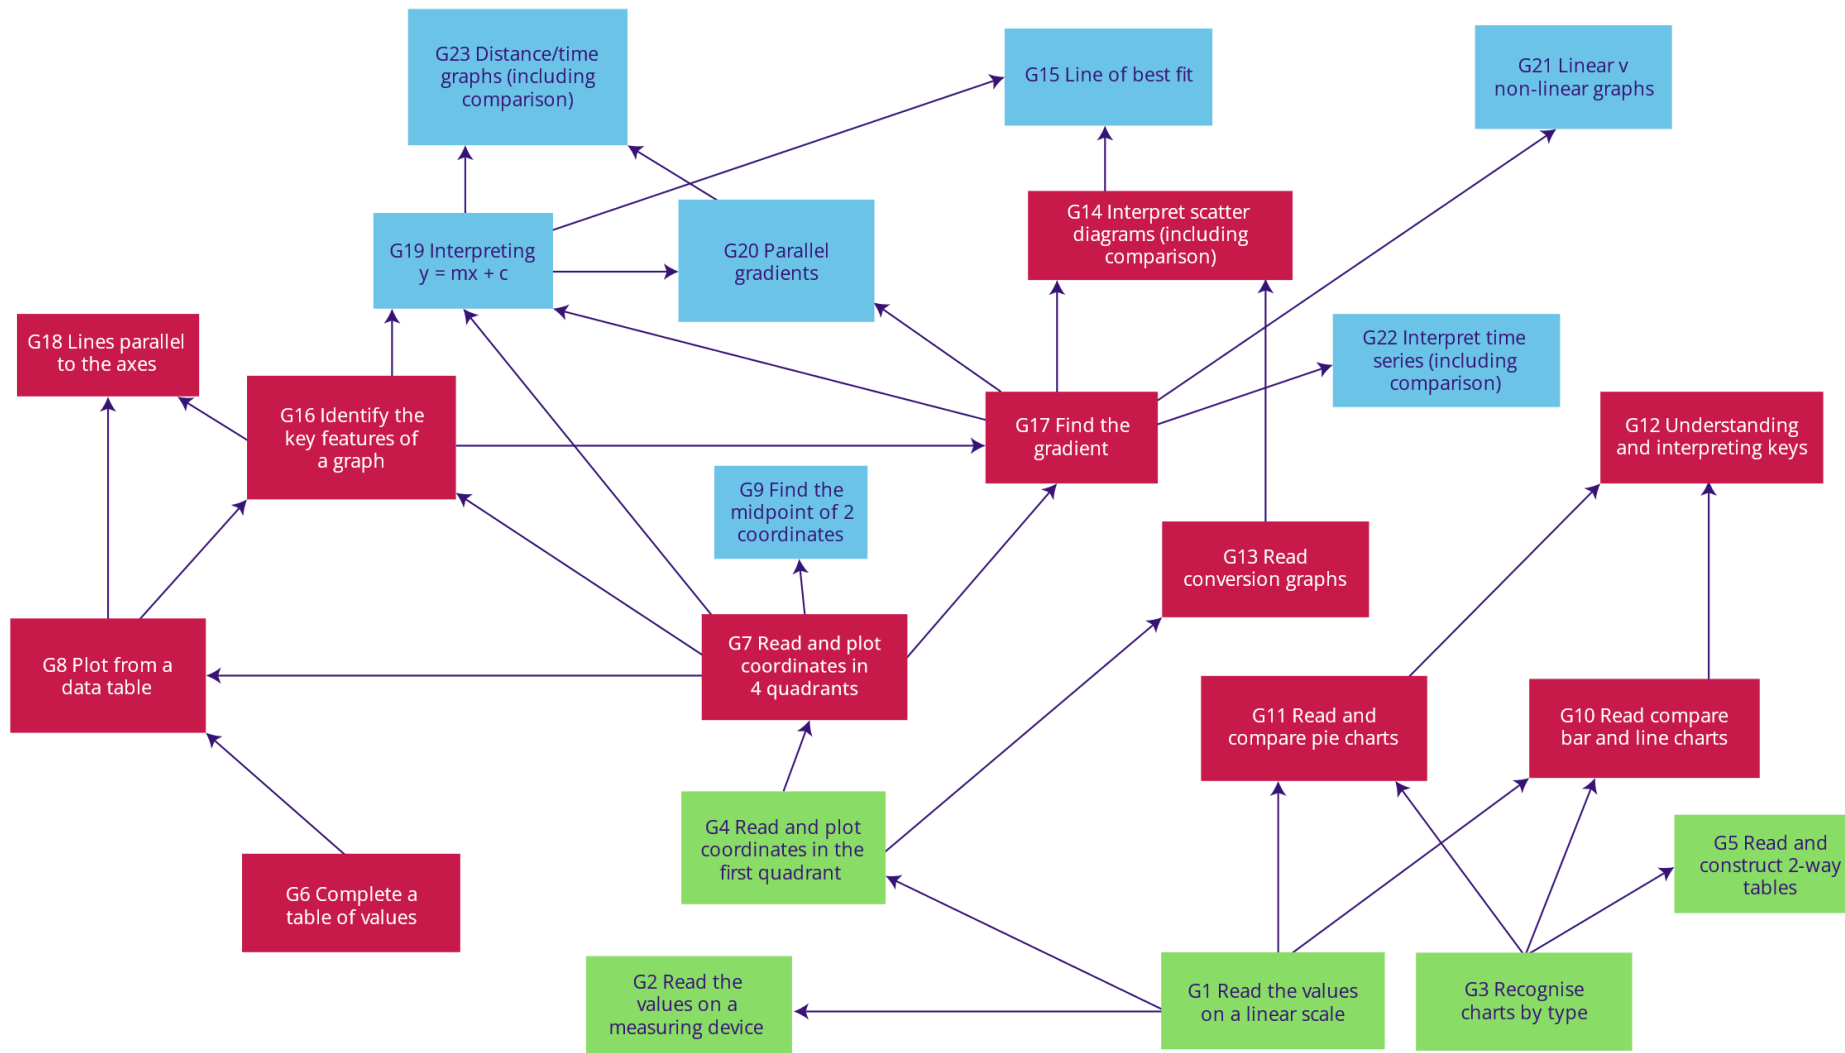 G23 Distance/time
graphs (including
comparison)
G15 Line of best fit
G21 Linear v
non-linear graphs
G19 Interpreting
y = mx + c
G20 Parallel
gradients
G14 Interpret scatter
diagrams (including
comparison)
G18 Lines parallel
to the axes
G22 Interpret time
series (including
comparison)
G16 Identify the
key features of
a graph
G17 Find the
gradient
G12 Understanding
and interpreting keys
G9 Find the
midpoint of 2
coordinates
G13 Read
conversion graphs
G8 Plot from a
data table
G7 Read and plot
coordinates in
4 quadrants
G11 Read and
compare pie charts
G10 Read compare
bar and line charts
G4 Read and plot
coordinates in the
first quadrant
G5 Read and
construct 2-way
tables
G6 Complete a
table of values
G2 Read the
values on a
measuring device
G1 Read the values
on a linear scale
G3 Recognise
charts by type